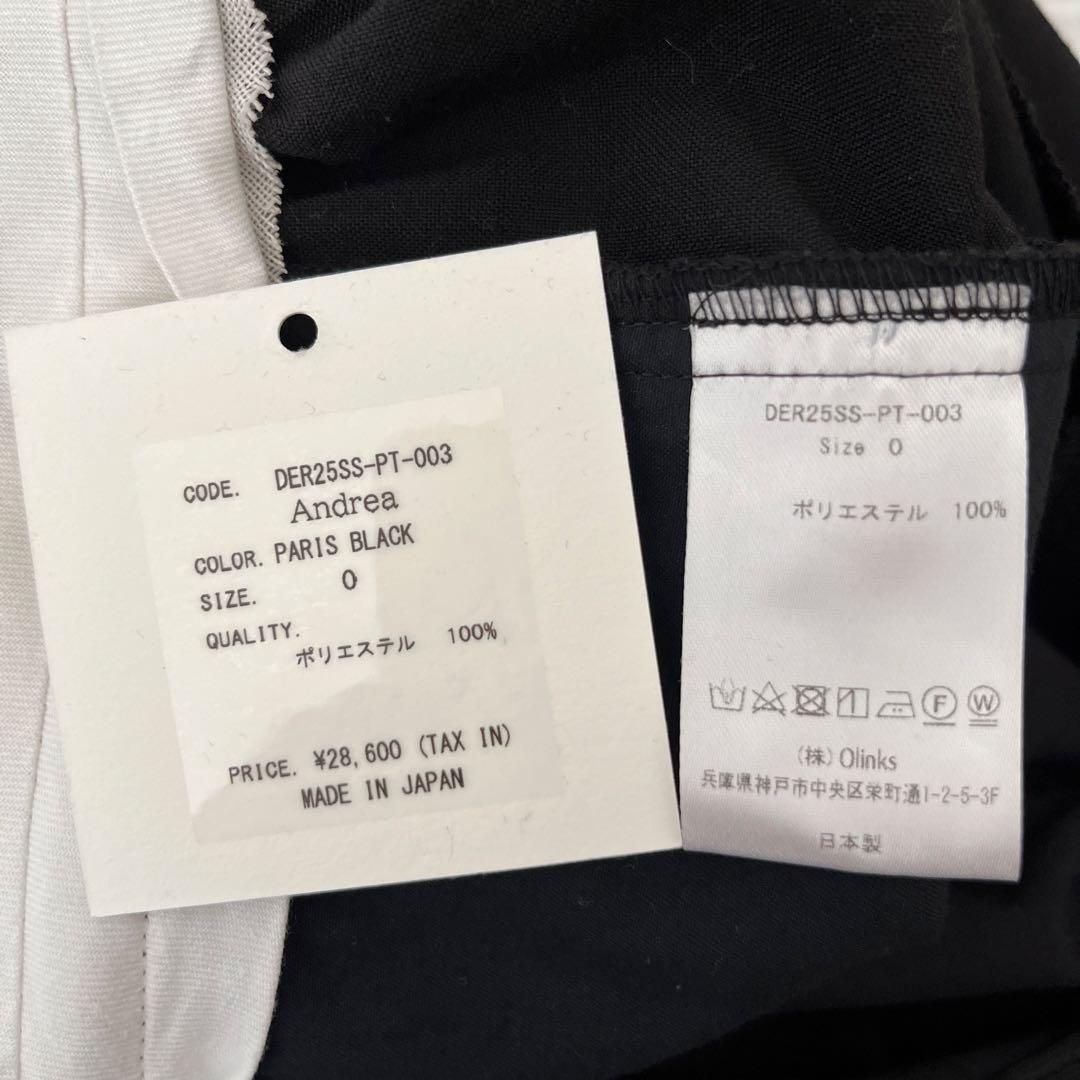 CODE. DER25SS-PT-003
Andrea
COLOR. PARIS BLACK
SIZE. 0
QUALITY.
ポリエステル 100%
PRICE. ¥28,600 (TAX IN)
MADE IN JAPAN
DER25SS-PT-003
Size 0
ポリエステル 100%
F W
(株) Olinks
兵庫県神戸市中央区栄町通1-2-5-3F
日本製